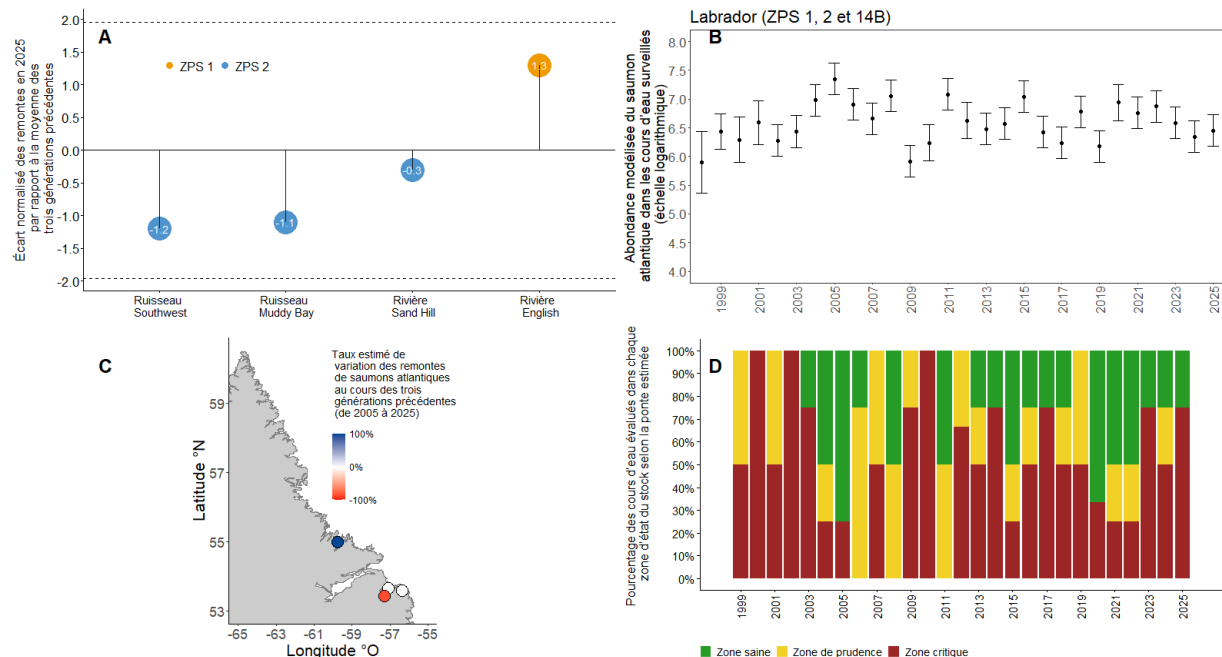 A
Écart normalisé des remontes en 2025
par rapport à la moyenne des
trois générations précédentes
2.0
1.5
1.0
0.5
0.0
-0.5
-1.0
-1.5
-2.0
ZPS 1 ZPS 2
-1.2
-1.1
-0.3
1.3
Ruisseau
Southwest
Ruisseau
Muddy Bay
Rivière
Sand Hill
Rivière
English
Labrador (ZPS 1, 2 et 14B)
B
Abondance modélisée du saumon
atlantique dans les cours d'eau surveillés
(échelle logarithmique)
8.0
7.5
7.0
6.5
6.0
5.5
5.0
4.5
4.0
1999
2001
2003
2005
2007
2009
2011
2013
2015
2017
2019
2021
2023
2025
C
Taux estimé de
variation des remontes
de saumons atlantiques
au cours des trois
générations précédentes
(de 2005 à 2025)
100%
0%
-100%
Latitude °N
59
57
55
53
-65 -63 -61 -59 -57 -55
Longitude °O
D
Pourcentage des cours d'eau évalués dans chaque
zone d'état du stock selon la ponte estimée
100%
90%
80%
70%
60%
50%
40%
30%
20%
10%
0%
1999
2001
2003
2005
2007
2009
2011
2013
2015
2017
2019
2021
2023
2025
Zone saine Zone de prudence Zone critique